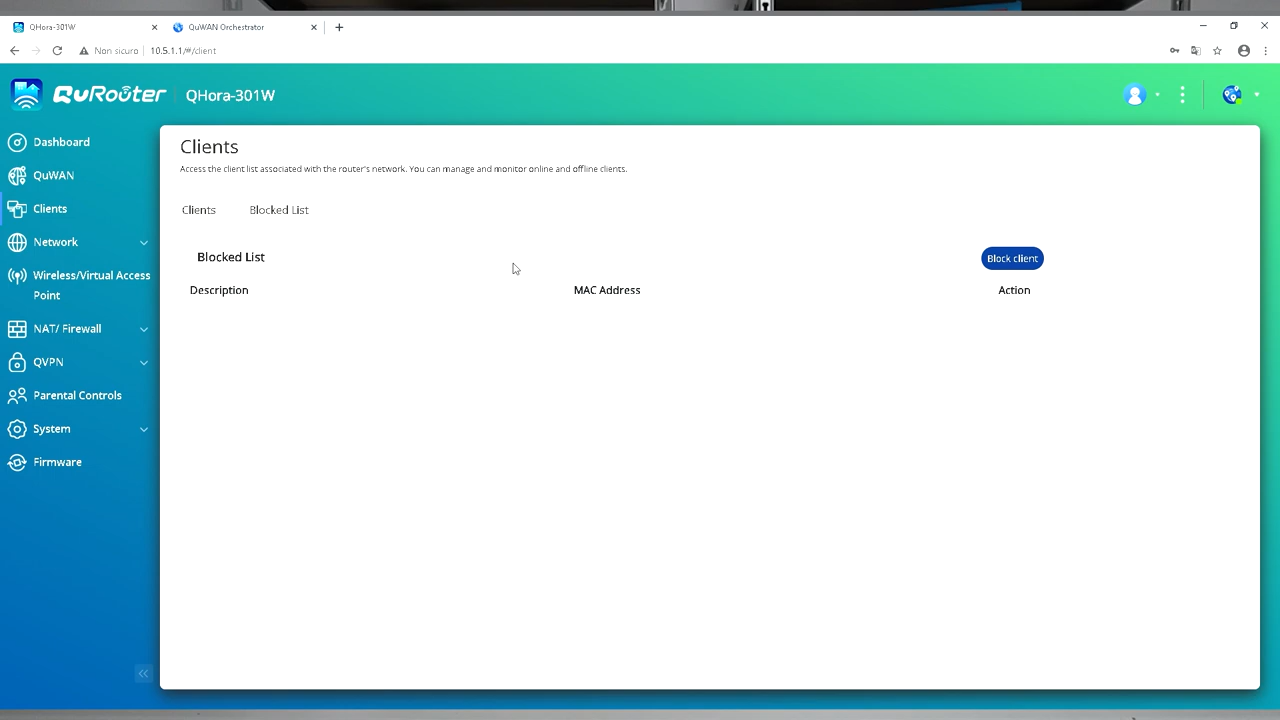 QHora-301W
QuWAN Orchestrator
Non sicuro
10.5.1.1/#/client
QuRouter
QHora-301W
Dashboard
QuWAN
Clients
Network
Wireless/Virtual Access
Point
NAT/ Firewall
QVPN
Parental Controls
System
Firmware
Clients
Access the client list associated with the router's network. You can manage and monitor online and offline clients.
Clients
Blocked List
Blocked List
Block client
Description
MAC Address
Action